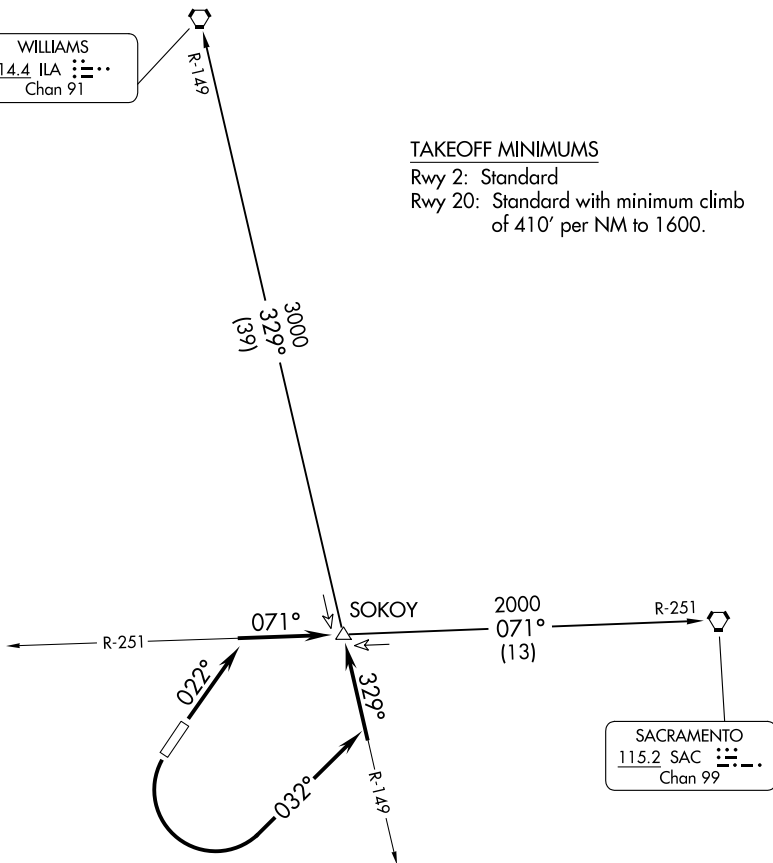 WILLIAMS
14.4 ILA
Chan 91
R-149
TAKEOFF MINIMUMS
Rwy 2: Standard
Rwy 20: Standard with minimum climb
of 410' per NM to 1600.
3000
329°
(39)
SOKOY
2000
071°
(13)
R-251
071°
R-251
022°
329°
032°
R-149
SACRAMENTO
115.2 SAC
Chan 99